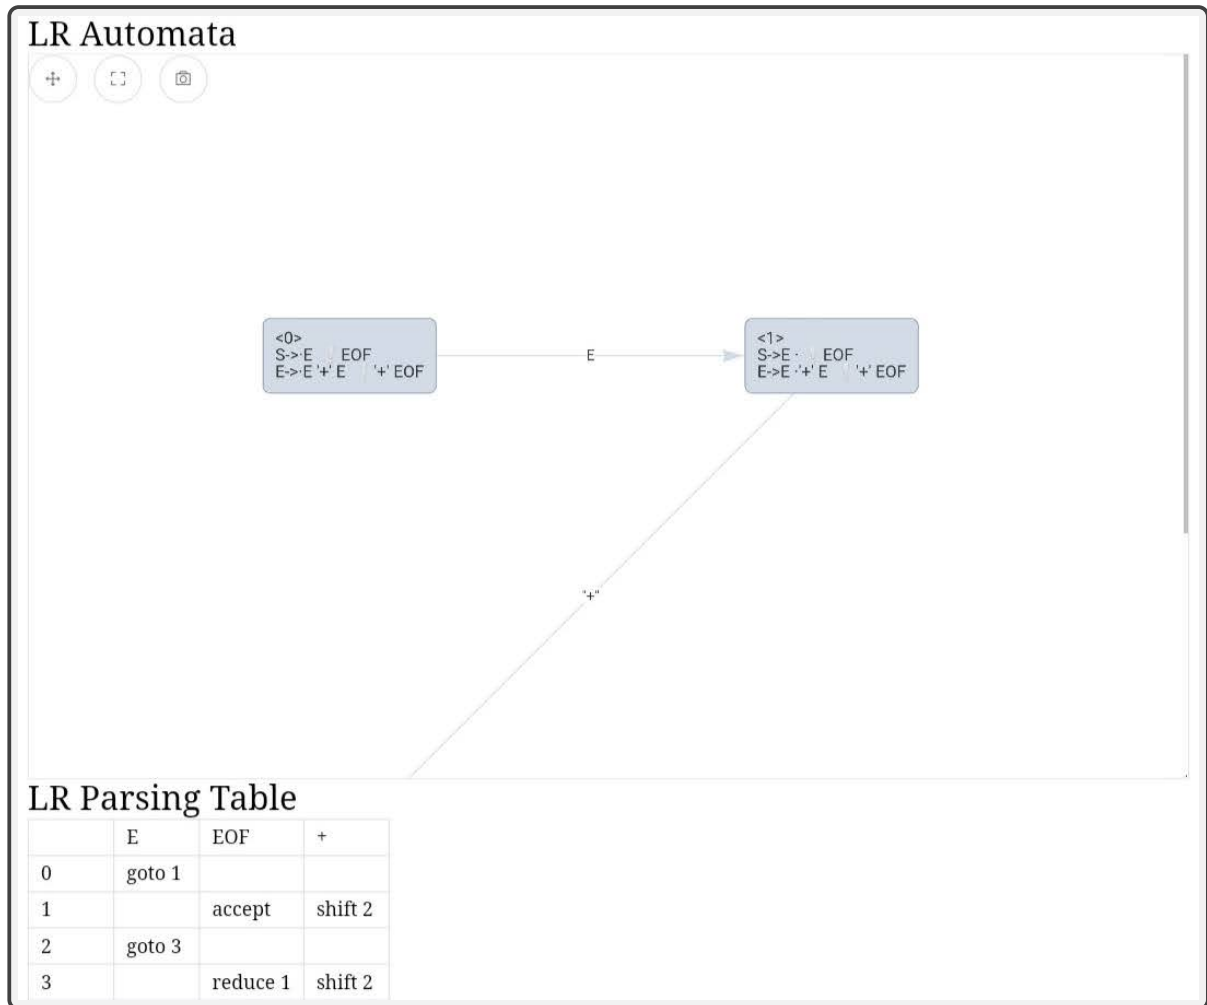 LR Automata
<0>
S->·E EOF
E->·E '+' E '+' EOF
E
<1>
S->E · EOF
E->E ·'+' E '+' EOF
"+"
LR Parsing Table
E EOF +
0 goto 1
1 accept shift 2
2 goto 3
3 reduce 1 shift 2